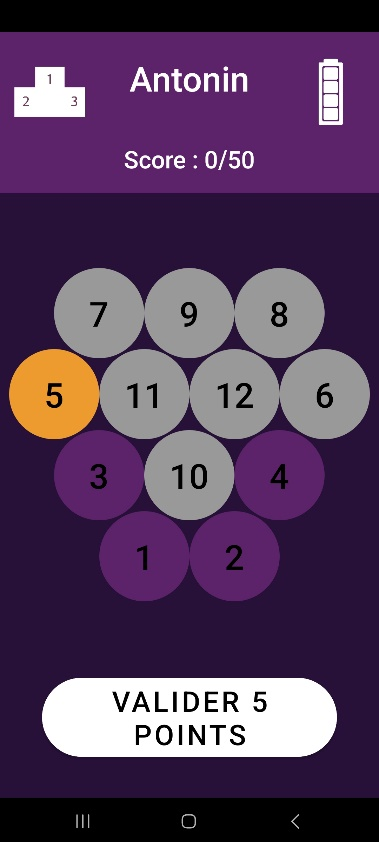 1
2 3
Antonin
Score : 0/50
7 9 8
5 11 12 6
3 10 4
1 2
VALIDER 5
POINTS